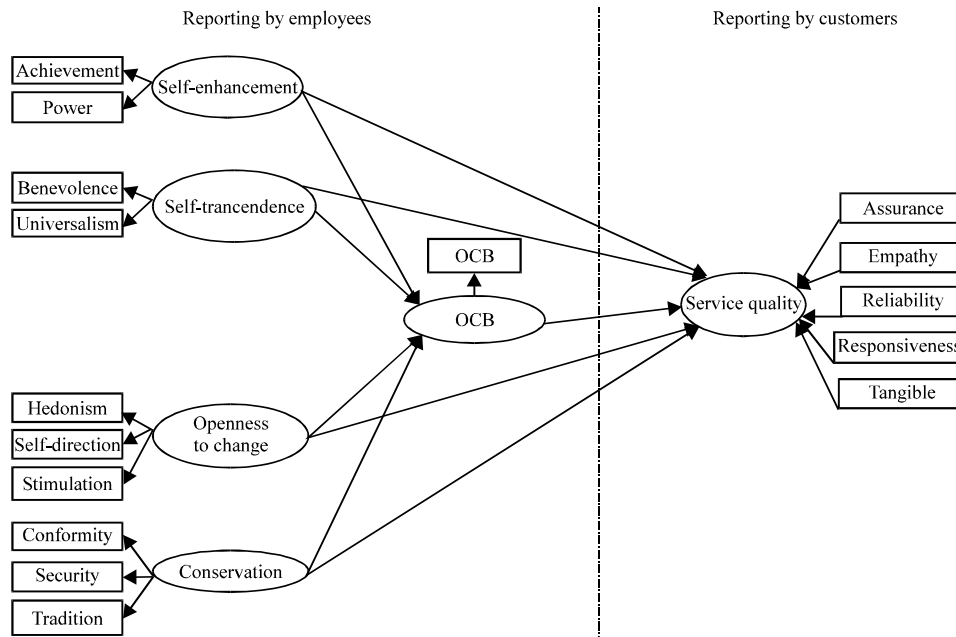 Reporting by employees
Reporting by customers
Achievement
Power
Self-enhancement
Benevolence
Universalism
Self-trancendence
OCB
OCB
Service quality
Assurance
Empathy
Reliability
Responsiveness
Tangible
Hedonism
Self-direction
Stimulation
Openness
to change
Conformity
Security
Tradition
Conservation